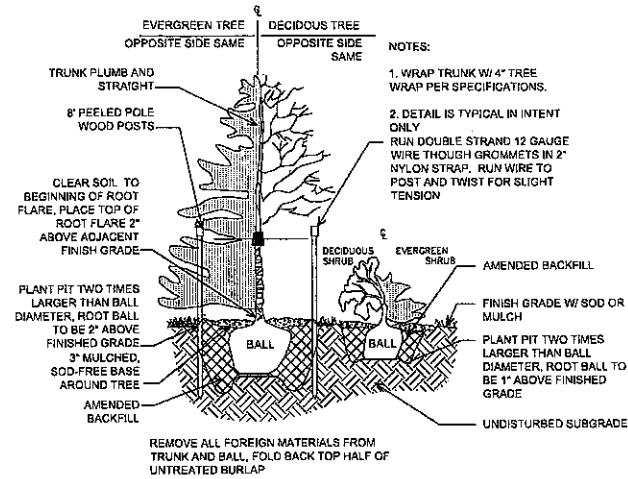 ℄
EVERGREEN TREE
DECIDOUS TREE
OPPOSITE SIDE SAME
OPPOSITE SIDE
SAME
TRUNK PLUMB AND
STRAIGHT
8' PEELED POLE
WOOD POSTS
CLEAR SOIL TO
BEGINNING OF ROOT
FLARE, PLACE TOP OF
ROOT FLARE 2"
ABOVE ADJACENT
FINISH GRADE
PLANT PIT TWO TIMES
LARGER THAN BALL
DIAMETER, ROOT BALL
TO BE 2" ABOVE
FINISHED GRADE
3" MULCHED,
SOD-FREE BASE
AROUND TREE
AMENDED
BACKFILL
BALL
REMOVE ALL FOREIGN MATERIALS FROM
TRUNK AND BALL, FOLD BACK TOP HALF OF
UNTREATED BURLAP
NOTES:
1. WRAP TRUNK W/ 4" TREE
WRAP PER SPECIFICATIONS.
2. DETAIL IS TYPICAL IN INTENT
ONLY
RUN DOUBLE STRAND 12 GAUGE
WIRE THOUGH GROMMETS IN 2"
NYLON STRAP. RUN WIRE TO
POST AND TWIST FOR SLIGHT
TENSION
℄
DECIDUOUS
SHRUB
EVERGREEN
SHRUB
BALL
AMENDED BACKFILL
FINISH GRADE W/ SOD OR
MULCH
PLANT PIT TWO TIMES
LARGER THAN BALL
DIAMETER, ROOT BALL TO
BE 1" ABOVE FINISHED
GRADE
UNDISTURBED SUBGRADE